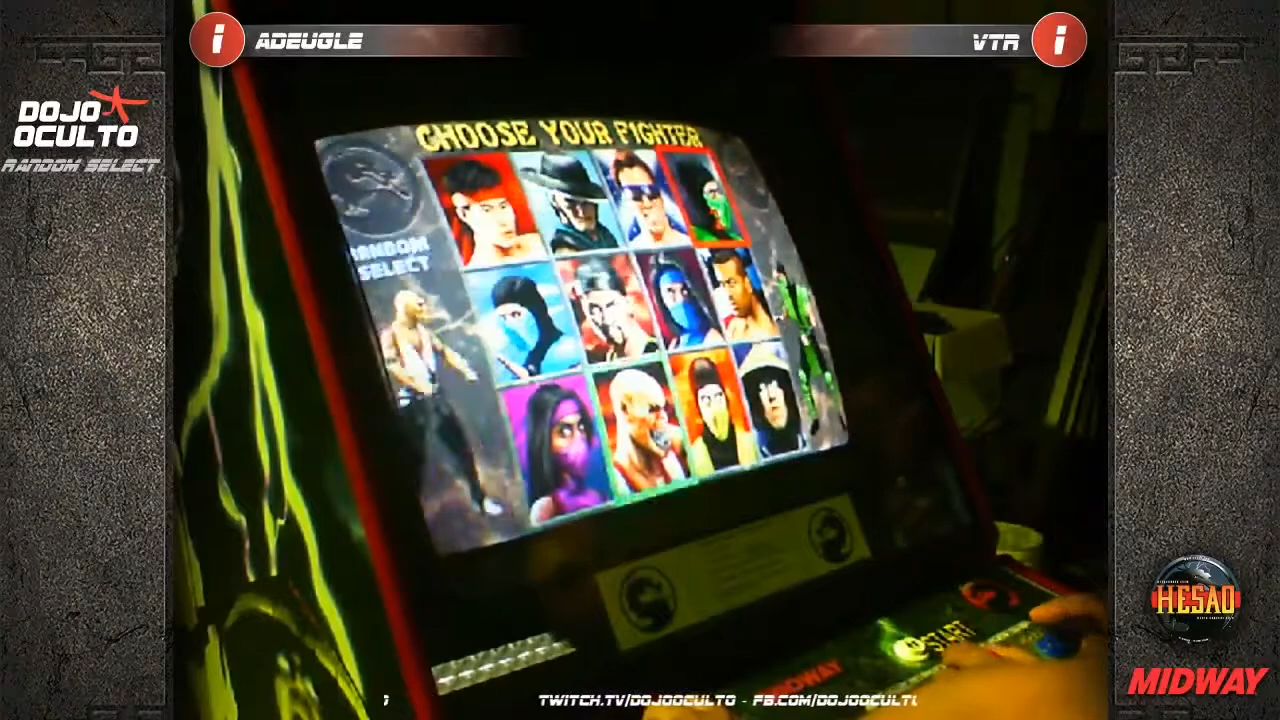 ADEUGLE
VTR
DOJO
OCULTO
RANDOM SELECT
CHOOSE YOUR FIGHTER
RANDOM
SELECT
START
MIDWAY
HESAO
MIDWAY
TWITCH.TV/DOJOOCULTO - FB.COM/DOJOOCULT